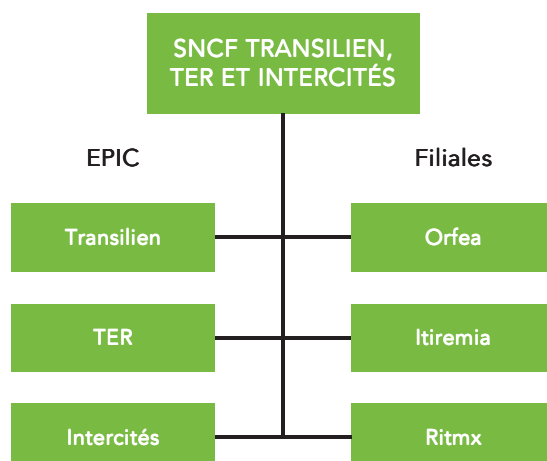 SNCF TRANSILIEN,
TER ET INTERCITÉS
EPIC
Filiales
Transilien
Orfea
TER
Itiremia
Intercités
Ritmx